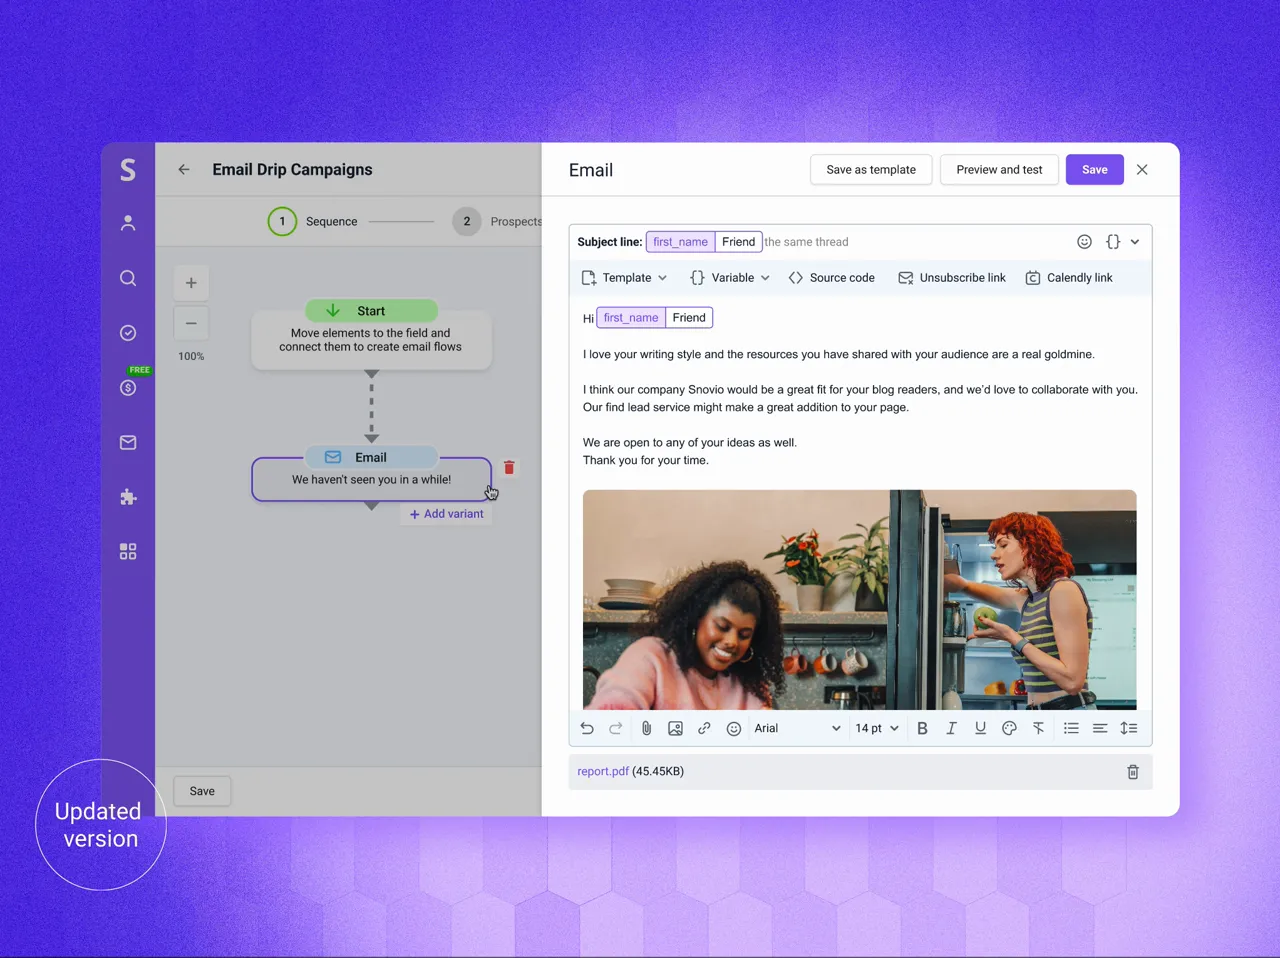 S
Email Drip Campaigns
1 Sequence
2 Prospects
100%
FREE
Start
Move elements to the field and
connect them to create email flows
Email
We haven't seen you in a while!
+ Add variant
Save
Updated
version
Email
Save as template
Preview and test
Save
Subject line: first_name Friend the same thread
Template
Variable
Source code
Unsubscribe link
Calendly link
Hi first_name Friend
I love your writing style and the resources you have shared with your audience are a real goldmine.
I think our company Snovio would be a great fit for your blog readers, and we'd love to collaborate with you.
Our find lead service might make a great addition to your page.
We are open to any of your ideas as well.
Thank you for your time.
Arial
14 pt
B I U
report.pdf (45.45KB)